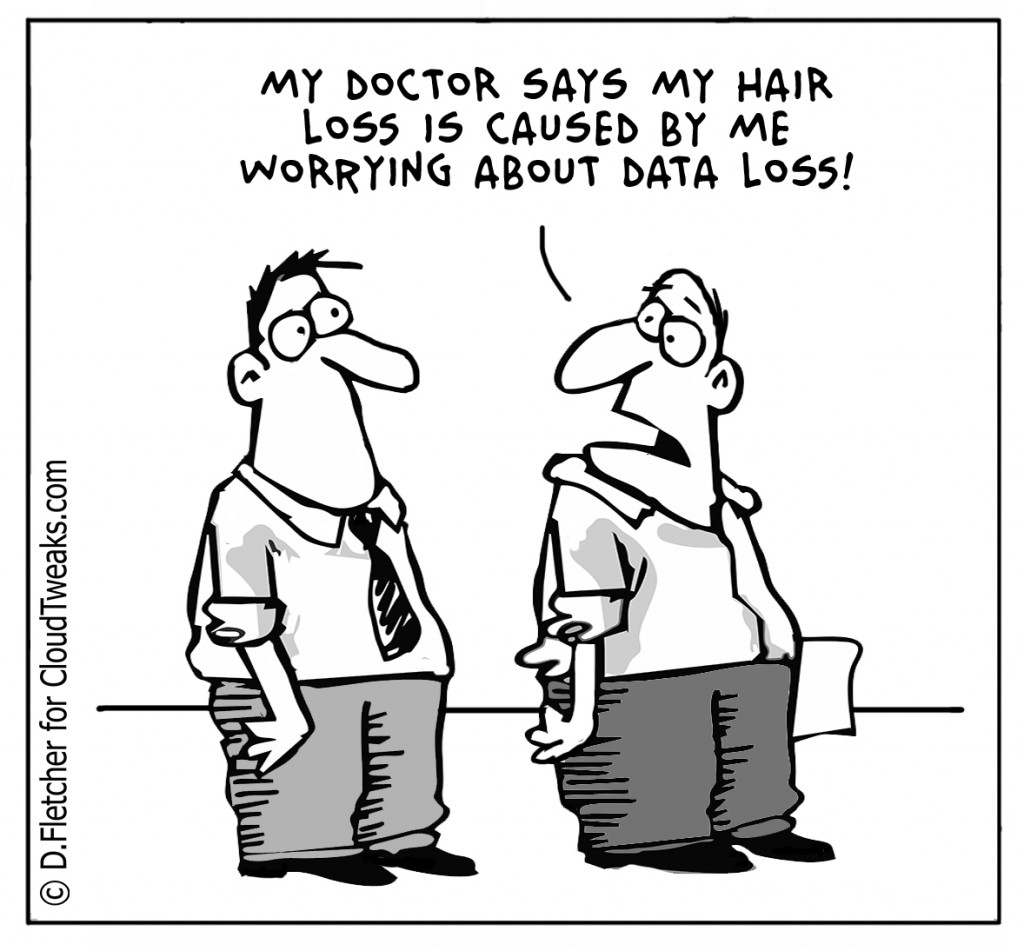 MY DOCTOR SAYS MY HAIR
LOSS IS CAUSED BY ME
WORRYING ABOUT DATA LOSS!
© D.Fletcher for CloudTweaks.com